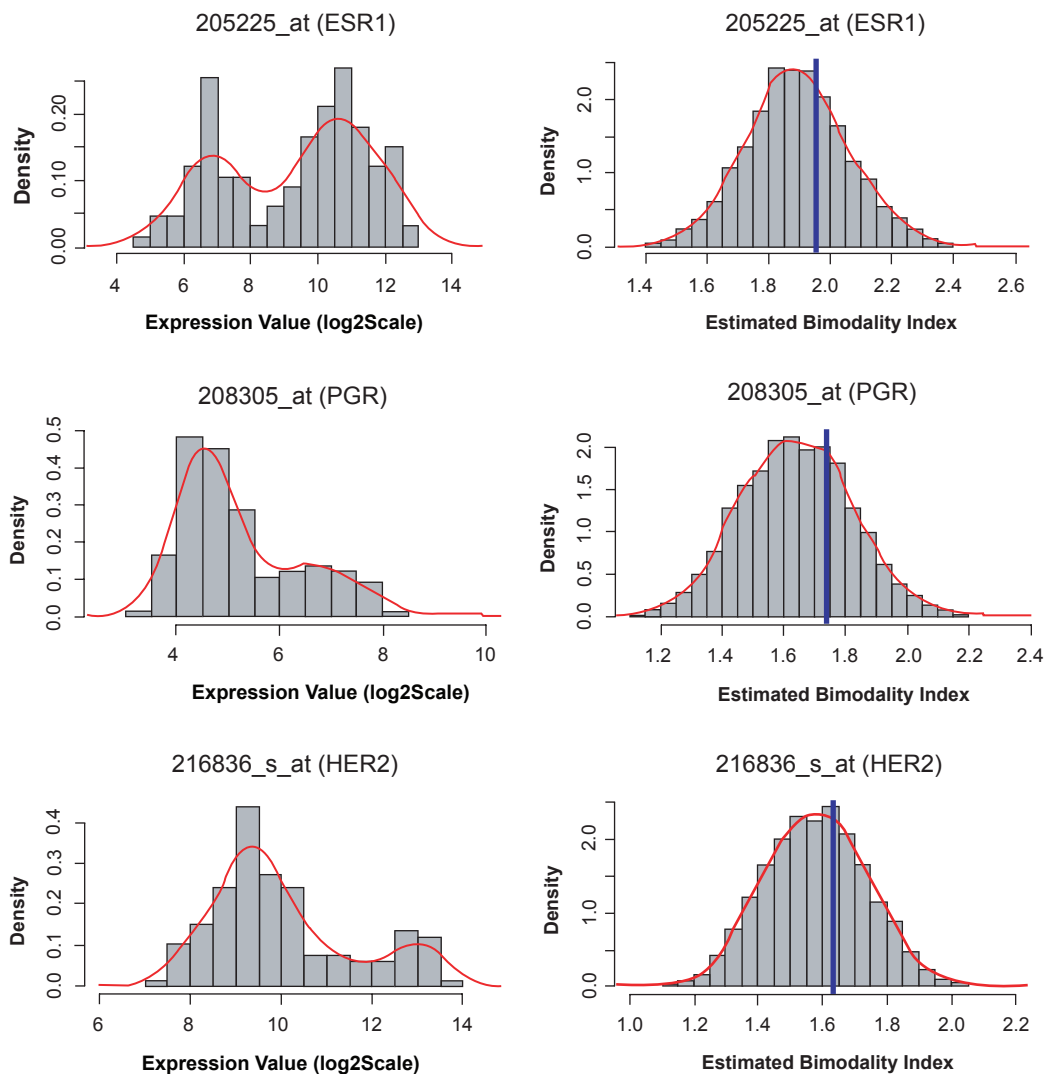 205225_at (ESR1)
Density
0.00 0.10 0.20
4 6 8 10 12 14
Expression Value (log2Scale)
205225_at (ESR1)
Density
0.0 1.0 2.0
1.4 1.6 1.8 2.0 2.2 2.4 2.6
Estimated Bimodality Index
208305_at (PGR)
Density
0.0 0.1 0.2 0.3 0.4 0.5
4 6 8 10
Expression Value (log2Scale)
208305_at (PGR)
Density
0.0 0.5 1.0 1.5 2.0
1.2 1.4 1.6 1.8 2.0 2.2 2.4
Estimated Bimodality Index
216836_s_at (HER2)
Density
0.0 0.1 0.2 0.3 0.4
6 8 10 12 14
Expression Value (log2Scale)
216836_s_at (HER2)
Density
0.0 1.0 2.0
1.0 1.2 1.4 1.6 1.8 2.0 2.2
Estimated Bimodality Index